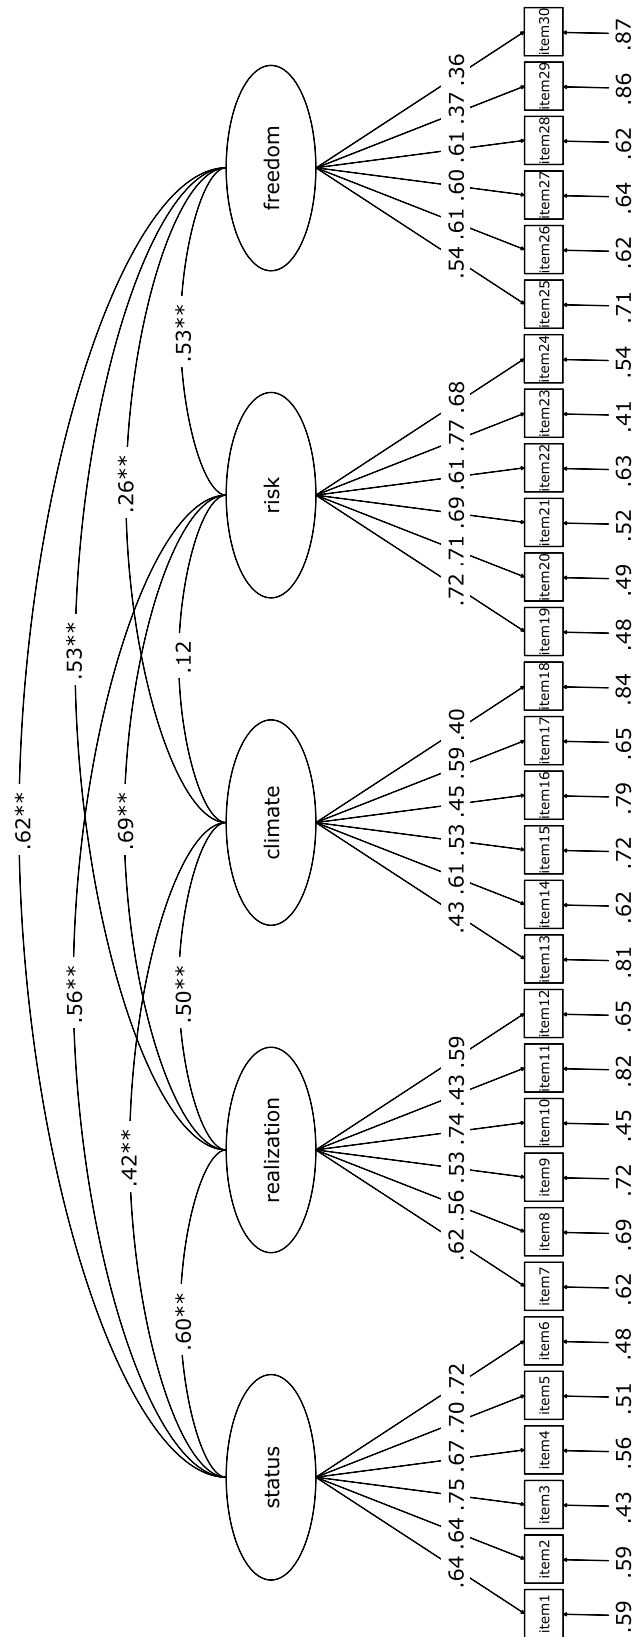 .62**
.56** .53**
.42** .69** .26**
.60** .50** .12 .53**
status realization climate risk freedom
.64 .64 .75 .67 .70 .72 .62 .56 .53 .74 .43 .59 .43 .61 .53 .45 .59 .40 .72 .71 .69 .61 .77 .68 .54 .61 .60 .61 .37 .36
item1 item2 item3 item4 item5 item6 item7 item8 item9 item10 item11 item12 item13 item14 item15 item16 item17 item18 item19 item20 item21 item22 item23 item24 item25 item26 item27 item28 item29 item30
.59 .59 .43 .56 .51 .48 .62 .69 .72 .45 .82 .65 .81 .62 .72 .79 .65 .84 .48 .49 .52 .63 .41 .54 .71 .62 .64 .62 .86 .87